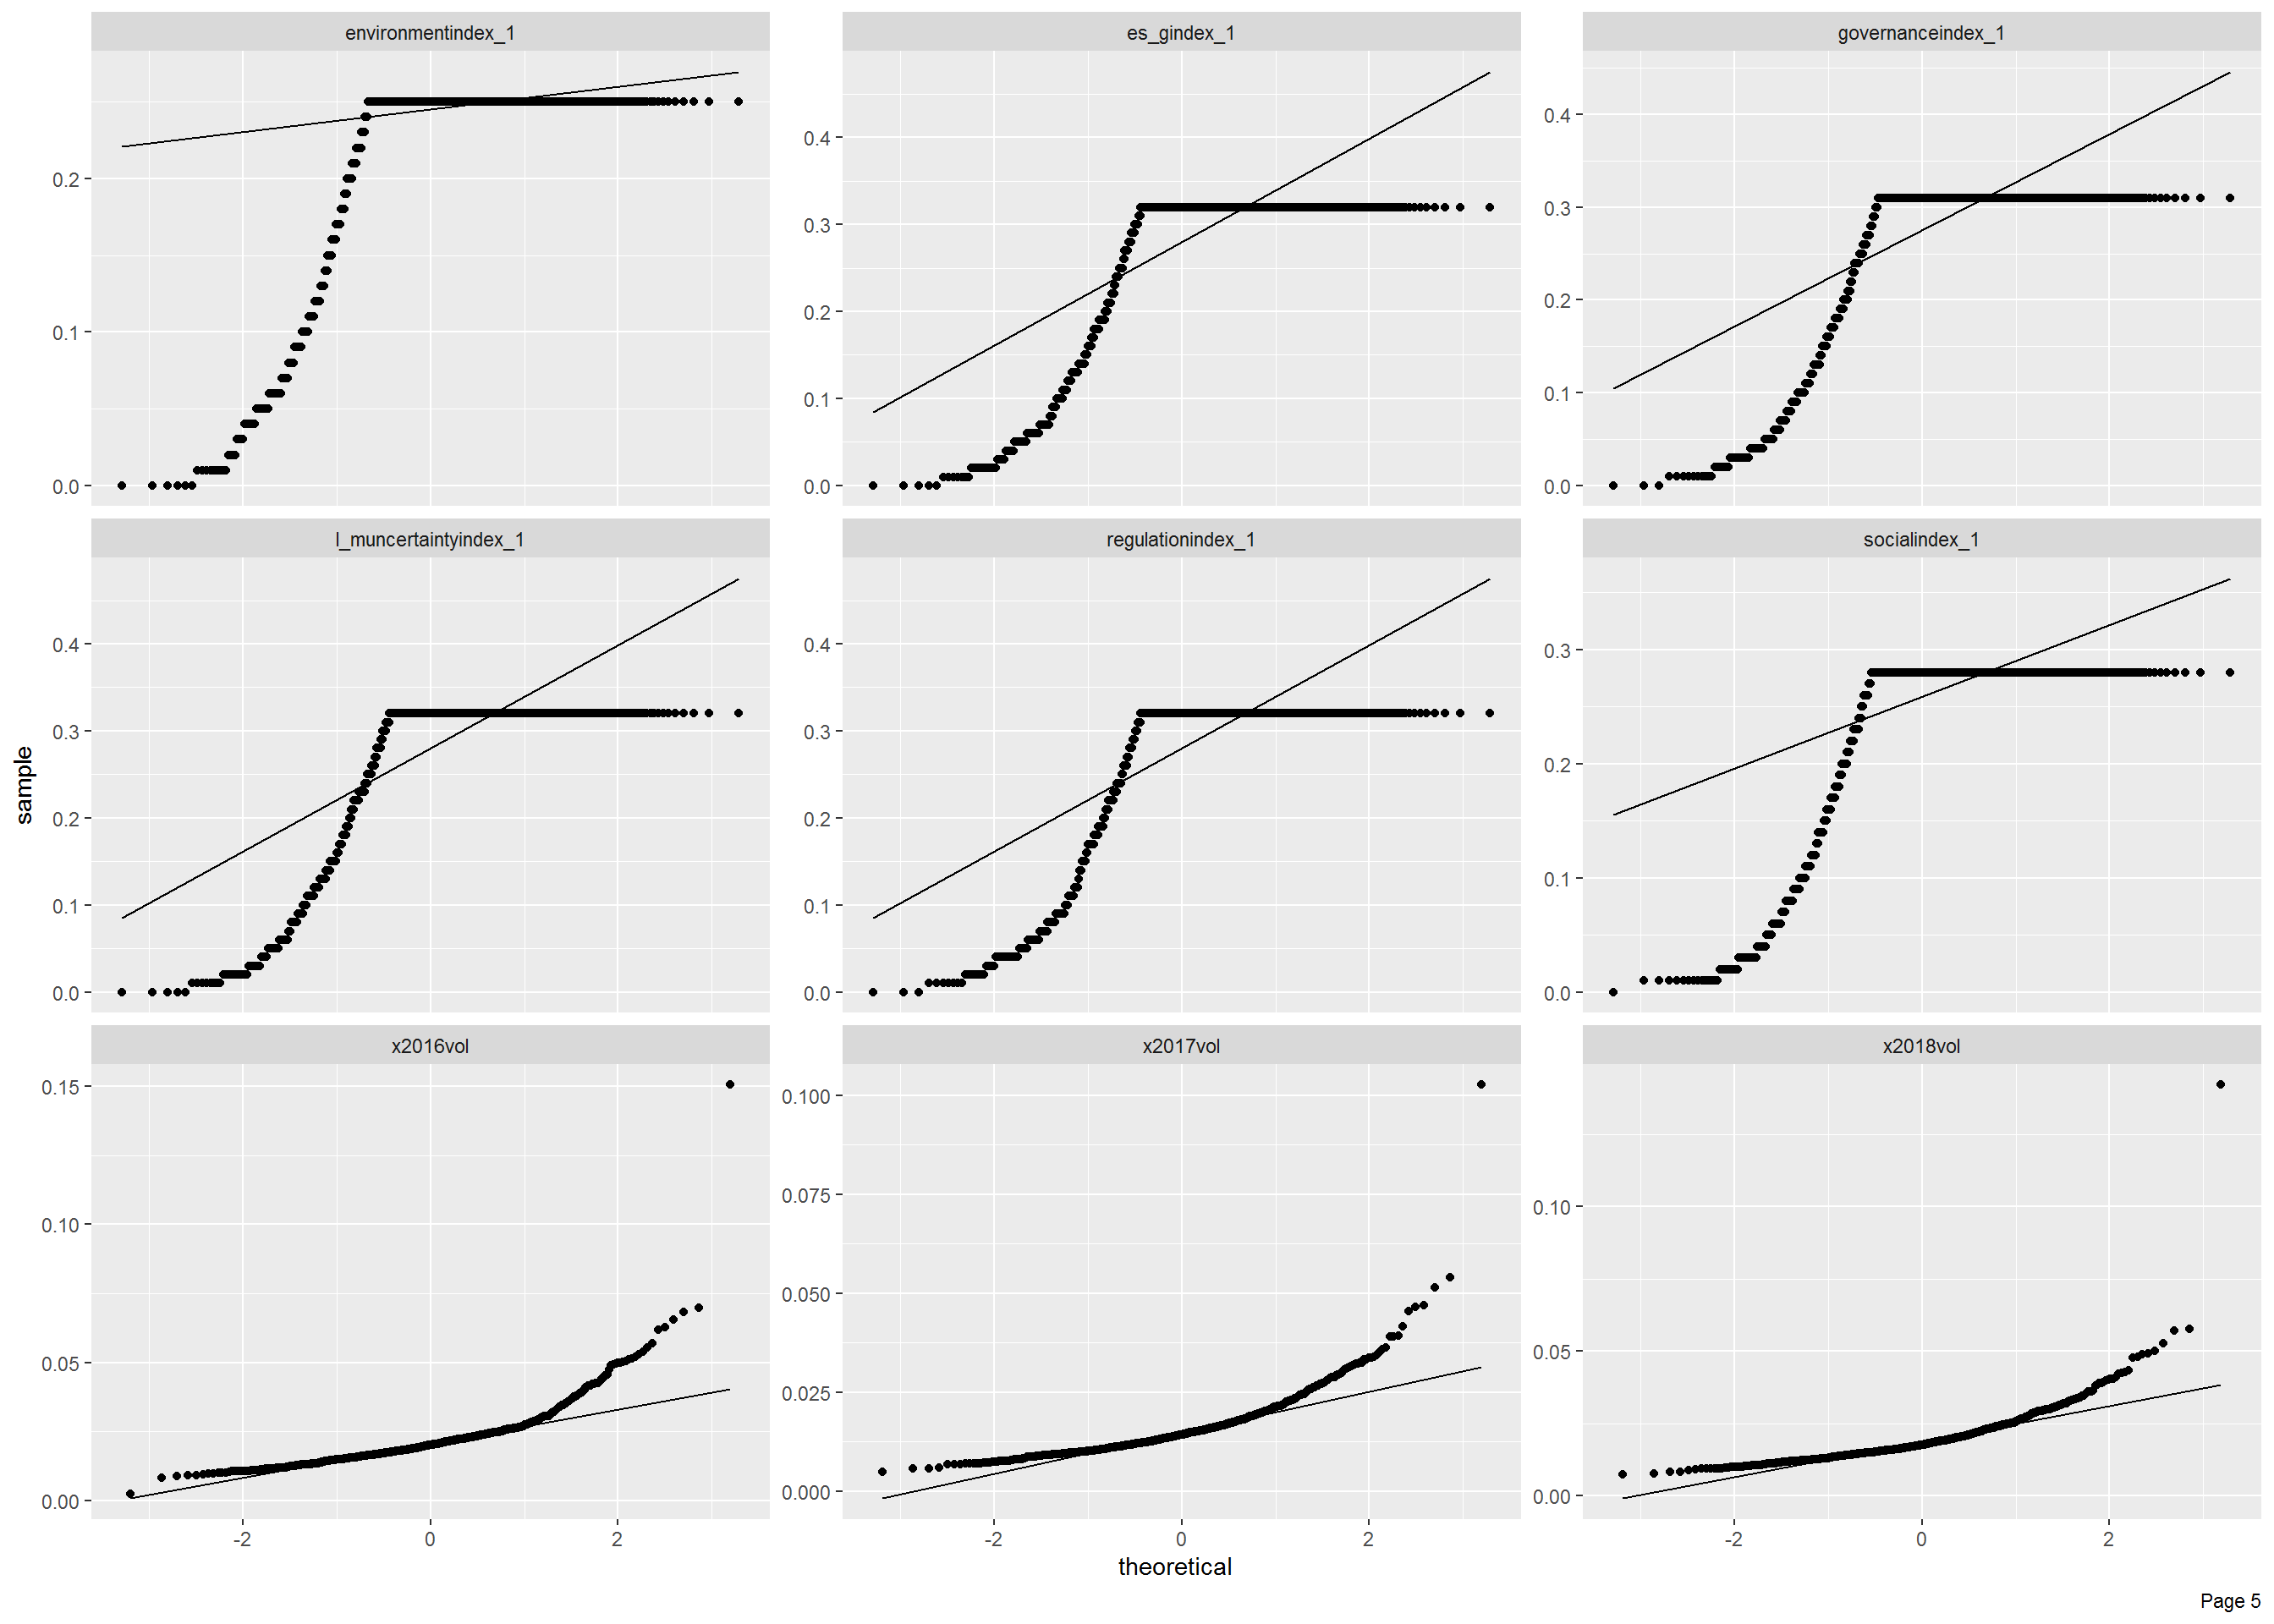 environmentindex_1
es_gindex_1
governanceindex_1
0.2
0.1
0.0
0.4
0.3
0.2
0.1
0.0
0.4
0.3
0.2
0.1
0.0
l_muncertaintyindex_1
regulationindex_1
socialindex_1
0.4
0.3
0.2
0.1
0.0
0.4
0.3
0.2
0.1
0.0
0.3
0.2
0.1
0.0
sample
x2016vol
x2017vol
x2018vol
0.15
0.10
0.05
0.00
0.100
0.075
0.050
0.025
0.000
0.10
0.05
0.00
-2 0 2
-2 0 2
-2 0 2
theoretical
Page 5